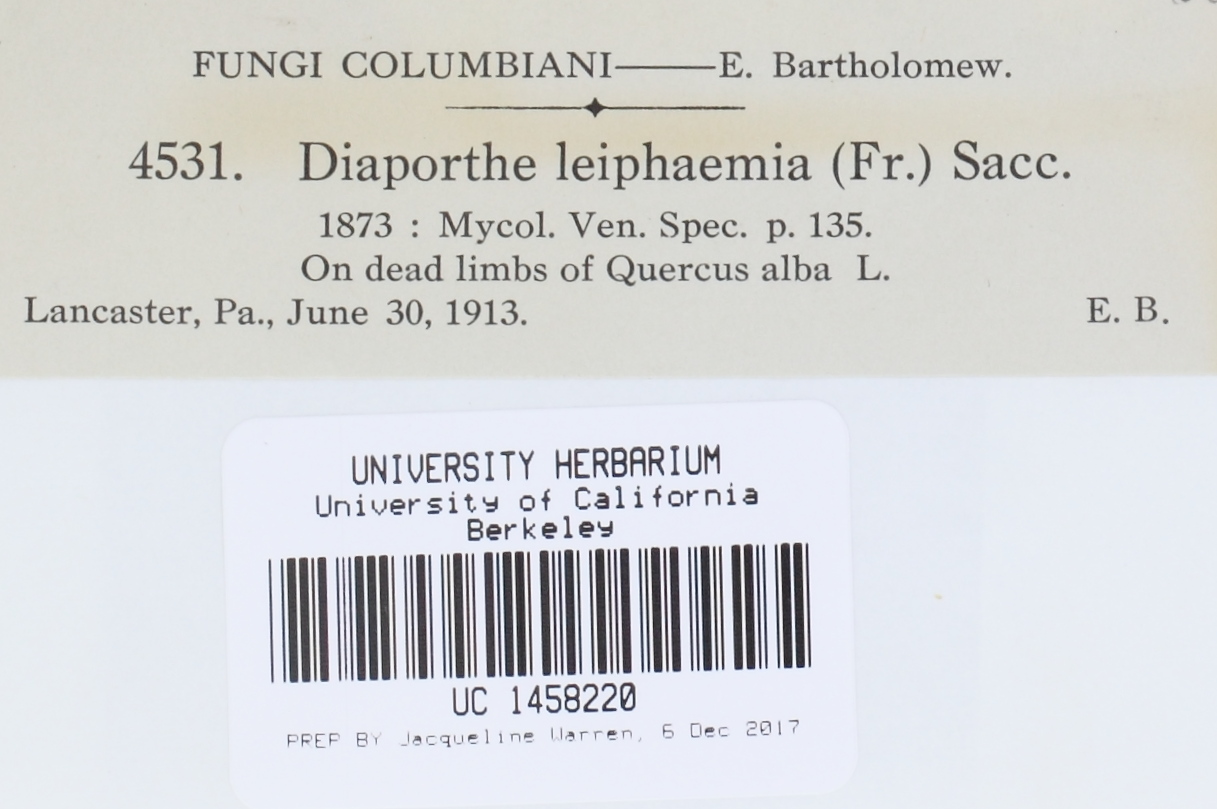 FUNGI COLUMBIANI——E. Bartholomew.
4531. Diaporthe leiphaemia (Fr.) Sacc.
1873 : Mycol. Ven. Spec. p. 135.
On dead limbs of Quercus alba L.
Lancaster, Pa., June 30, 1913. E. B.
UNIVERSITY HERBARIUM
University of California
Berkeley
UC 1458220
PREP BY Jacqueline Warren, 6 Dec 2017